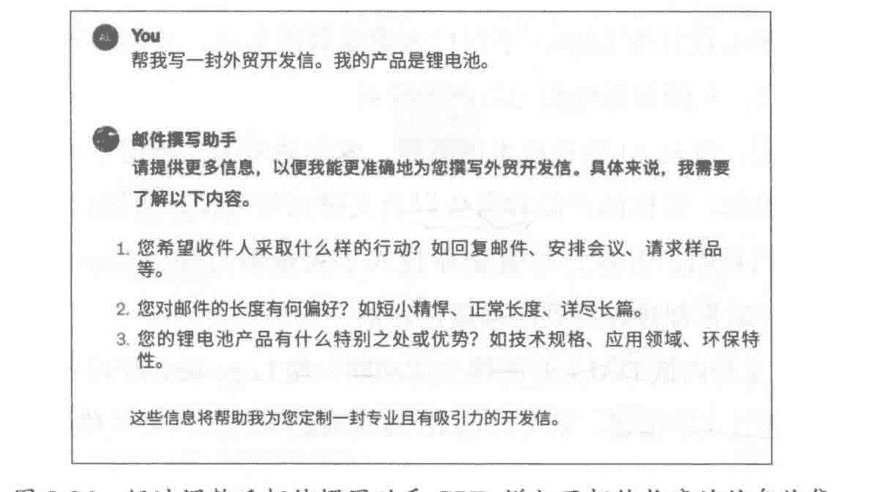 You
帮我写一封外贸开发信。我的产品是锂电池。
邮件撰写助手
请提供更多信息，以便我能更准确地为您撰写外贸开发信。具体来说，我需要
了解以下内容。
1. 您希望收件人采取什么样的行动？如回复邮件、安排会议、请求样品
等。
2. 您对邮件的长度有何偏好？如短小精悍、正常长度、详尽长篇。
3. 您的锂电池产品有什么特别之处或优势？如技术规格、应用领域、环保特
性。
这些信息将帮助我为您定制一封专业且有吸引力的开发信。